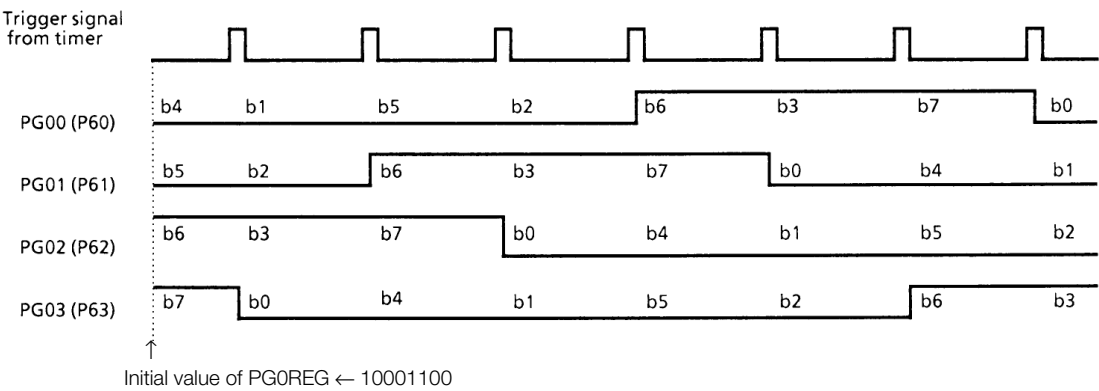 Trigger signal
from timer
PG00 (P60) b4 b1 b5 b2 b6 b3 b7 b0
PG01 (P61) b5 b2 b6 b3 b7 b0 b4 b1
PG02 (P62) b6 b3 b7 b0 b4 b1 b5 b2
PG03 (P63) b7 b0 b4 b1 b5 b2 b6 b3
↑
Initial value of PG0REG ← 10001100